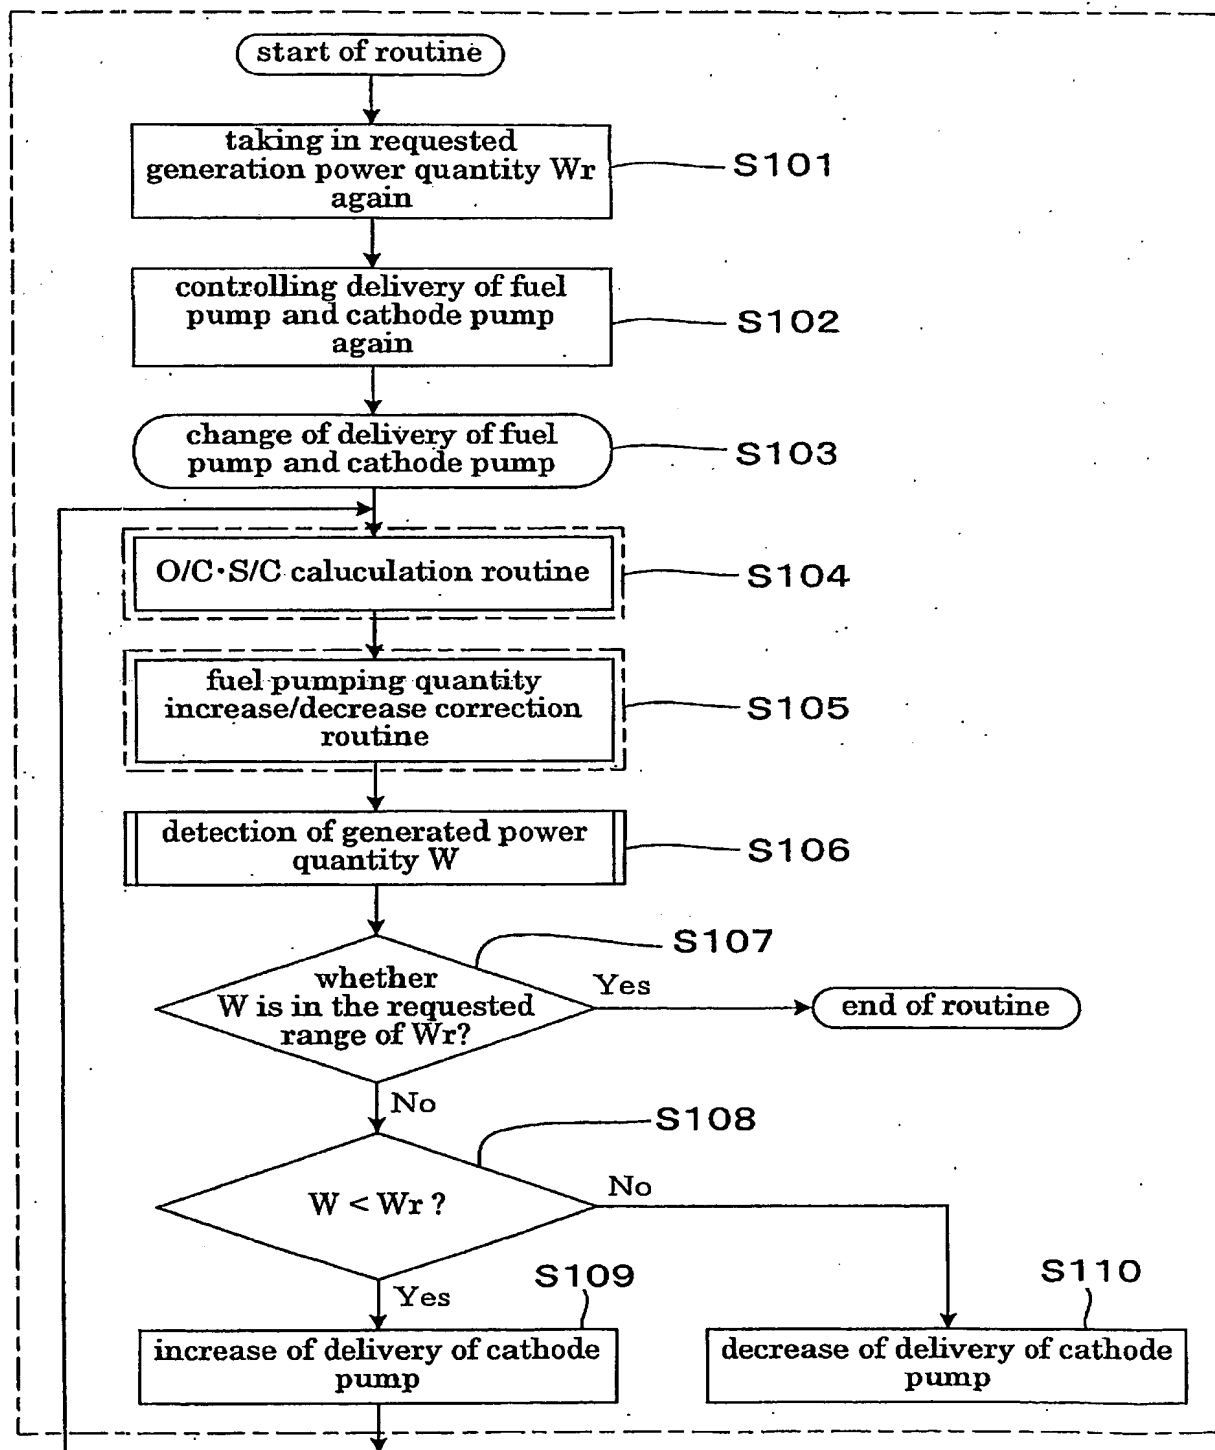 start of routine
taking in requested
generation power quantity Wr
again
S101
controlling delivery of fuel
pump and cathode pump
again
S102
change of delivery of fuel
pump and cathode pump
S103
O/C·S/C caluculation routine
S104
fuel pumping quantity
increase/decrease correction
routine
S105
detection of generated power
quantity W
S106
S107
whether
W is in the requested
range of Wr?
Yes
end of routine
No
S108
W < Wr ?
No
Yes
S109
S110
increase of delivery of cathode
pump
decrease of delivery of cathode
pump